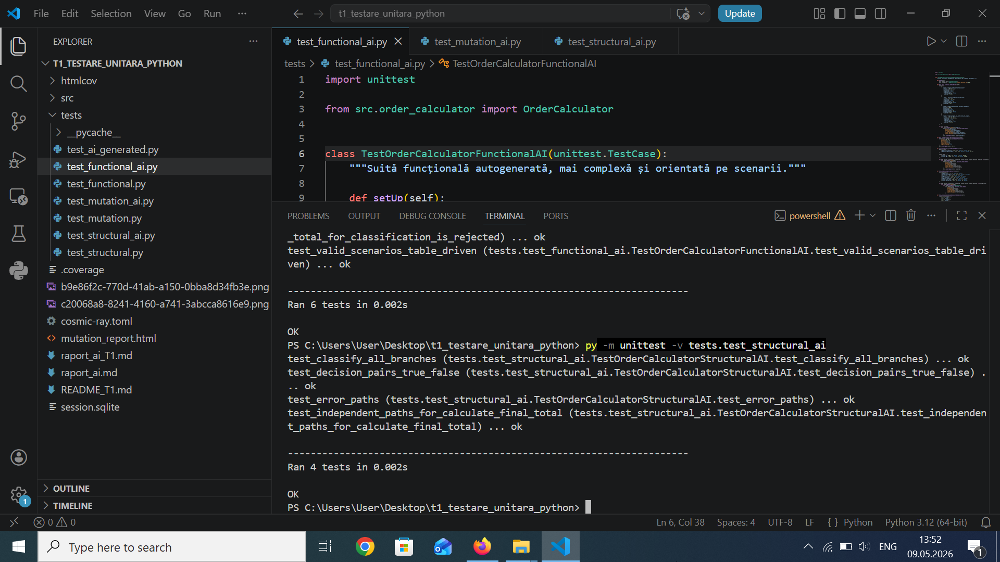 File Edit Selection View Go Run ···
t1_testare_unitara_python
Update
EXPLORER ···
T1_TESTARE_UNITARA_PYTHON
htmlcov
src
tests
__pycache__
test_ai_generated.py
test_functional_ai.py
test_functional.py
test_mutation_ai.py
test_mutation.py
test_structural_ai.py
test_structural.py
.coverage
b9e86f2c-770d-41ab-a150-0bba8d34fb3e.png
c20068a8-8241-4160-a741-3abcca8616e9.png
cosmic-ray.toml
mutation_report.html
raport_ai_T1.md
raport_ai.md
README_T1.md
session.sqlite
OUTLINE
TIMELINE
1
test_functional_ai.py test_mutation_ai.py test_structural_ai.py
tests > test_functional_ai.py > TestOrderCalculatorFunctionalAI
1 import unittest
2
3 from src.order_calculator import OrderCalculator
4
5
6 class TestOrderCalculatorFunctionalAI(unittest.TestCase):
7 """Suită funcțională autogenerată, mai complexă și orientată pe scenarii."""
8
9 def setUp(self):
PROBLEMS OUTPUT DEBUG CONSOLE TERMINAL PORTS powershell
_total_for_classification_is_rejected) ... ok
test_valid_scenarios_table_driven (tests.test_functional_ai.TestOrderCalculatorFunctionalAI.test_valid_scenarios_table_dri
ven) ... ok
----------------------------------------------------------------------
Ran 6 tests in 0.002s
OK
PS C:\Users\User\Desktop\t1_testare_unitara_python> py -m unittest -v tests.test_structural_ai
test_classify_all_branches (tests.test_structural_ai.TestOrderCalculatorStructuralAI.test_classify_all_branches) ... ok
test_decision_pairs_true_false (tests.test_structural_ai.TestOrderCalculatorStructuralAI.test_decision_pairs_true_false) .
.. ok
test_error_paths (tests.test_structural_ai.TestOrderCalculatorStructuralAI.test_error_paths) ... ok
test_independent_paths_for_calculate_final_total (tests.test_structural_ai.TestOrderCalculatorStructuralAI.test_independen
t_paths_for_calculate_final_total) ... ok
----------------------------------------------------------------------
Ran 4 tests in 0.002s
OK
PS C:\Users\User\Desktop\t1_testare_unitara_python>
0 0 Ln 6, Col 38 Spaces: 4 UTF-8 LF { } Python Python 3.12 (64-bit)
Type here to search
ENG
13:52
09.05.2026
1